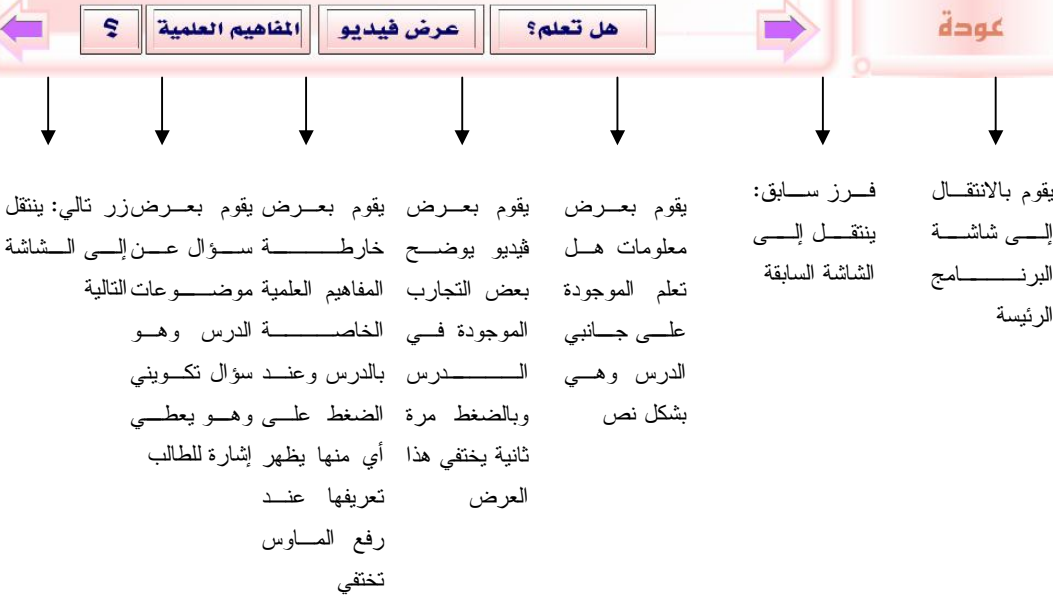 عودة
هل تعلم؟
عرض فيديو
المفاهيم العلمية
؟
يقوم بالانتقال
إلى شاشة
البرنامج
الرئيسة
فرز سابق:
ينتقل إلى
الشاشة السابقة
يقوم بعرض
معلومات هل
تعلم الموجودة
على جانبي
الدرس وهي
بشكل نص
يقوم بعرض
فيديو يوضح
بعض التجارب
الموجودة في
الدرس
وبالضغط مرة
ثانية يختفي هذا
العرض
يقوم بعرض
خارطة
المفاهيم العلمية
الخاصة
بالدرس وعند
الضغط على
أي منها يظهر
تعريفها عند
رفع الماوس
تختفي
يقوم بعرض
سؤال عن
موضوعات
الدرس وهو
سؤال تكويني
وهو يعطي
إشارة للطالب
زر تالي: ينتقل
إلى الشاشة
التالية